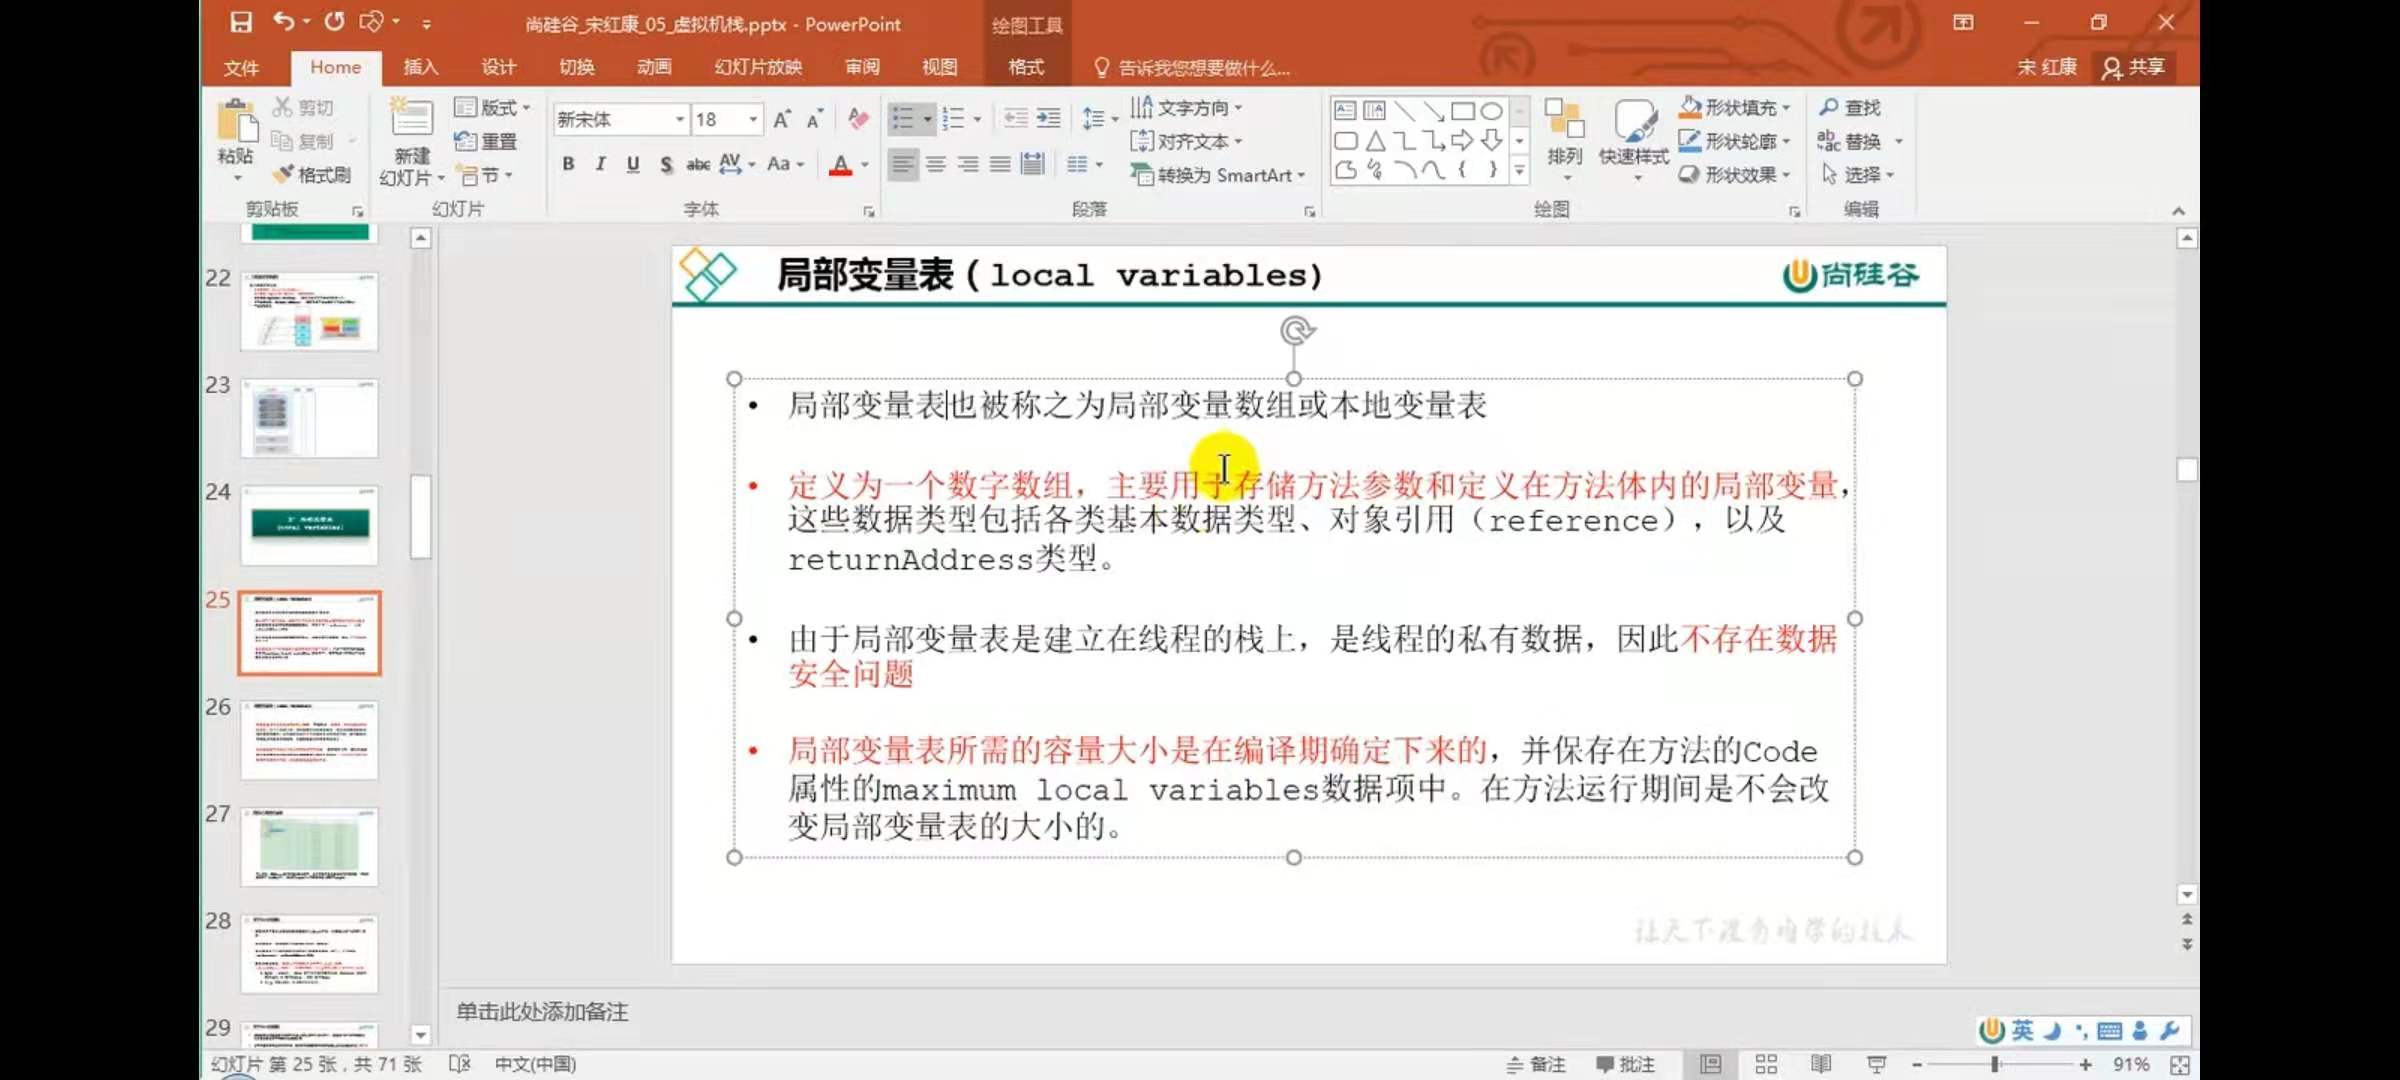 尚硅谷_宋红康_05_虚拟机栈.pptx - PowerPoint
绘图工具
文件 Home 插入 设计 切换 动画 幻灯片放映 审阅 视图 格式 告诉我您想要做什么... 宋 红康 共享
剪切
复制
格式刷
粘贴
剪贴板
新建
幻灯片
版式
重置
节
幻灯片
新宋体 18
B I U S abc AV Aa A
字体
文字方向
对齐文本
转换为 SmartArt
段落
排列
快速样式
形状填充
形状轮廓
形状效果
绘图
查找
替换
选择
编辑
22
23
24
25
26
27
28
29
局部变量表（local variables)
尚硅谷
• 局部变量表也被称之为局部变量数组或本地变量表
• 定义为一个数字数组，主要用于存储方法参数和定义在方法体内的局部变量，
这些数据类型包括各类基本数据类型、对象引用（reference），以及
returnAddress类型。
• 由于局部变量表是建立在线程的栈上，是线程的私有数据，因此不存在数据
安全问题
• 局部变量表所需的容量大小是在编译期确定下来的，并保存在方法的Code
属性的maximum local variables数据项中。在方法运行期间是不会改
变局部变量表的大小的。
让天下没有难学的技术
单击此处添加备注
英
幻灯片 第 25 张，共 71 张 中文(中国) 备注 批注 91%